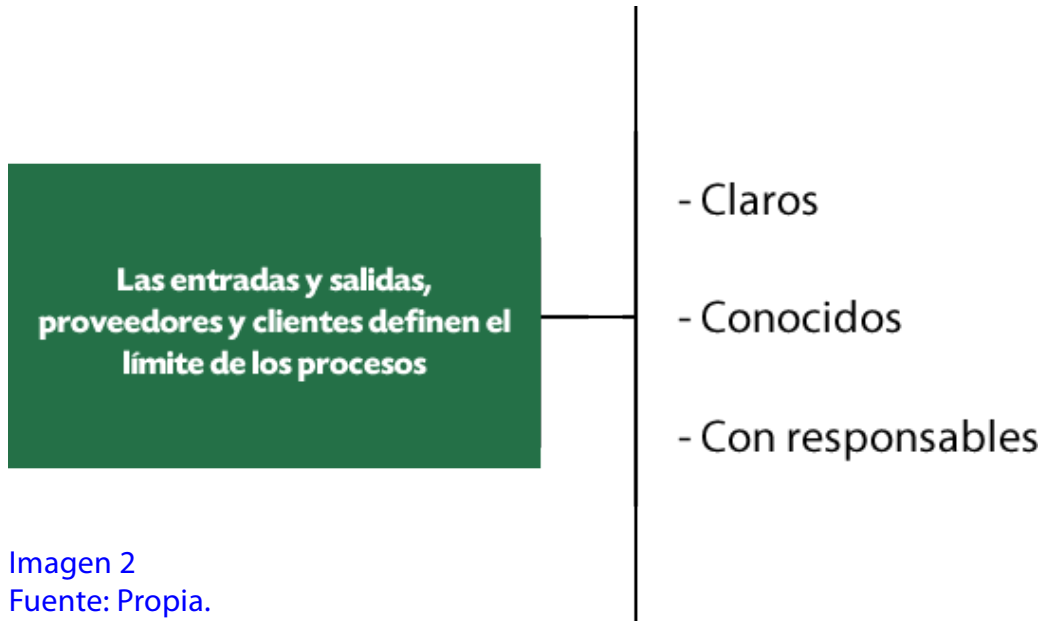 Las entradas y salidas,
proveedores y clientes definen el
límite de los procesos
- Claros
- Conocidos
- Con responsables
Imagen 2
Fuente: Propia.